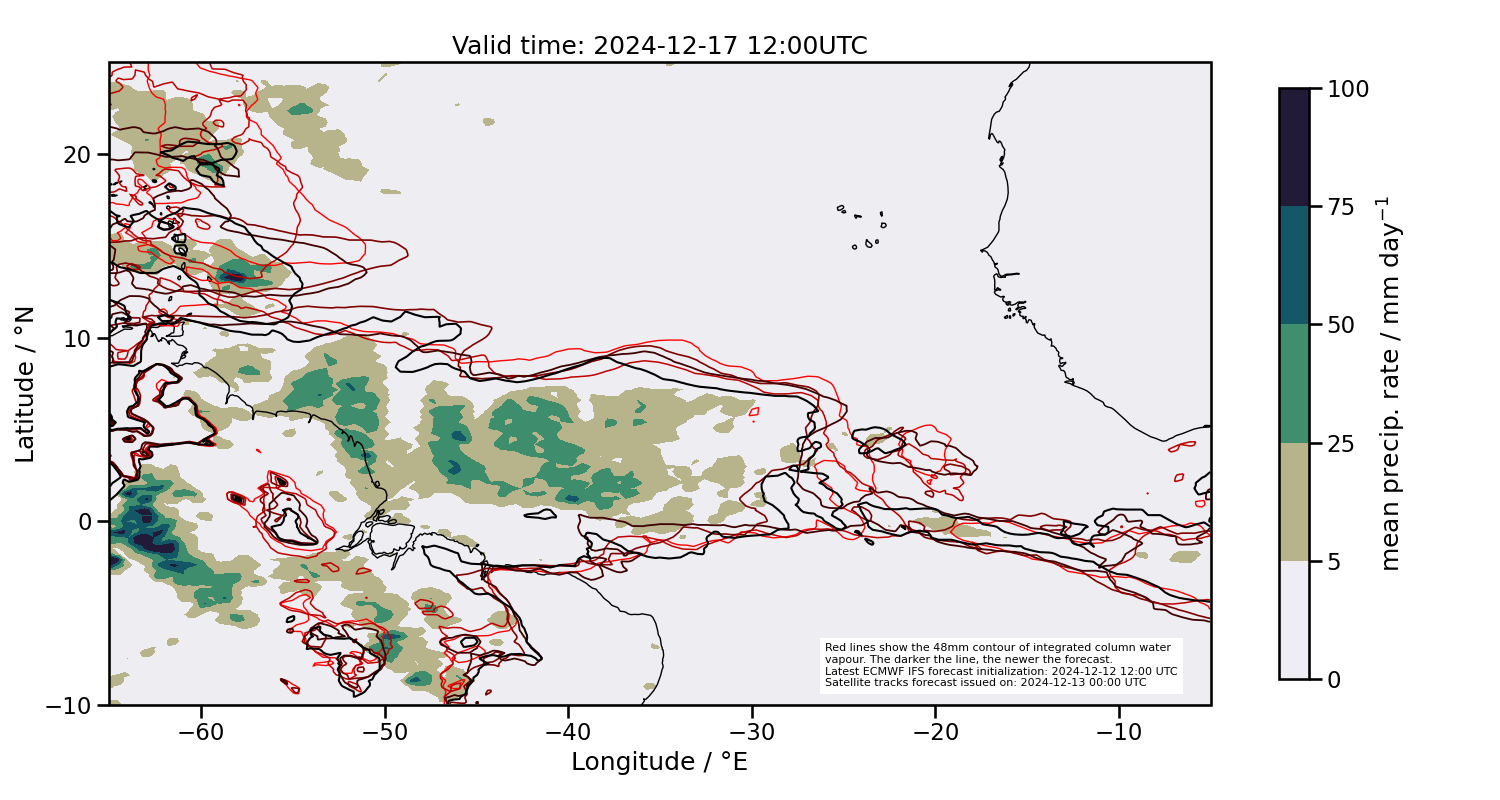 Valid time: 2024-12-17 12:00UTC
Latitude / °N
20
10
0
−10
−60
−50
−40
−30
−20
−10
Longitude / °E
Red lines show the 48mm contour of integrated column water
vapour. The darker the line, the newer the forecast.
Latest ECMWF IFS forecast initialization: 2024-12-12 12:00 UTC
Satellite tracks forecast issued on: 2024-12-13 00:00 UTC
100
75
50
25
5
0
mean precip. rate / mm day⁻¹